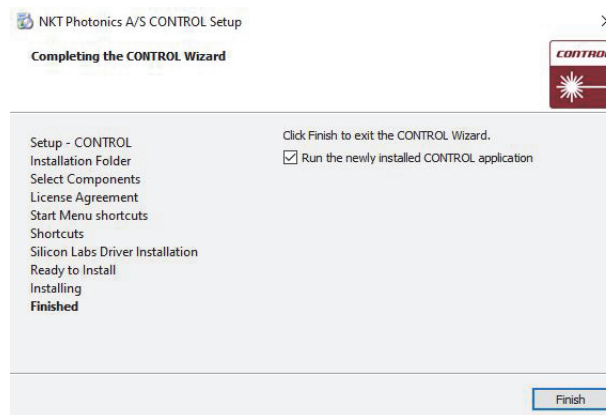 NKT Photonics A/S CONTROL Setup
Completing the CONTROL Wizard
CONTROL
Setup - CONTROL
Installation Folder
Select Components
License Agreement
Start Menu shortcuts
Shortcuts
Silicon Labs Driver Installation
Ready to Install
Installing
Finished
Click Finish to exit the CONTROL Wizard.
Run the newly installed CONTROL application
Finish